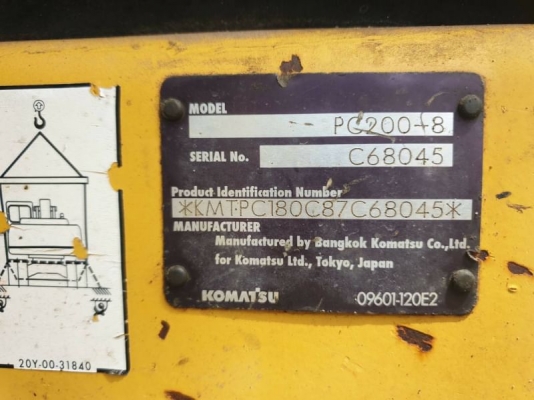 MODEL
PC200-8
SERIAL No.
C68045
Product Identification Number
*KMTPC180C87C68045*
MANUFACTURER
Manufactured by Bangkok Komatsu Co.,Ltd.
for Komatsu Ltd., Tokyo, Japan
KOMATSU
09601-120E2
20Y-00-31840